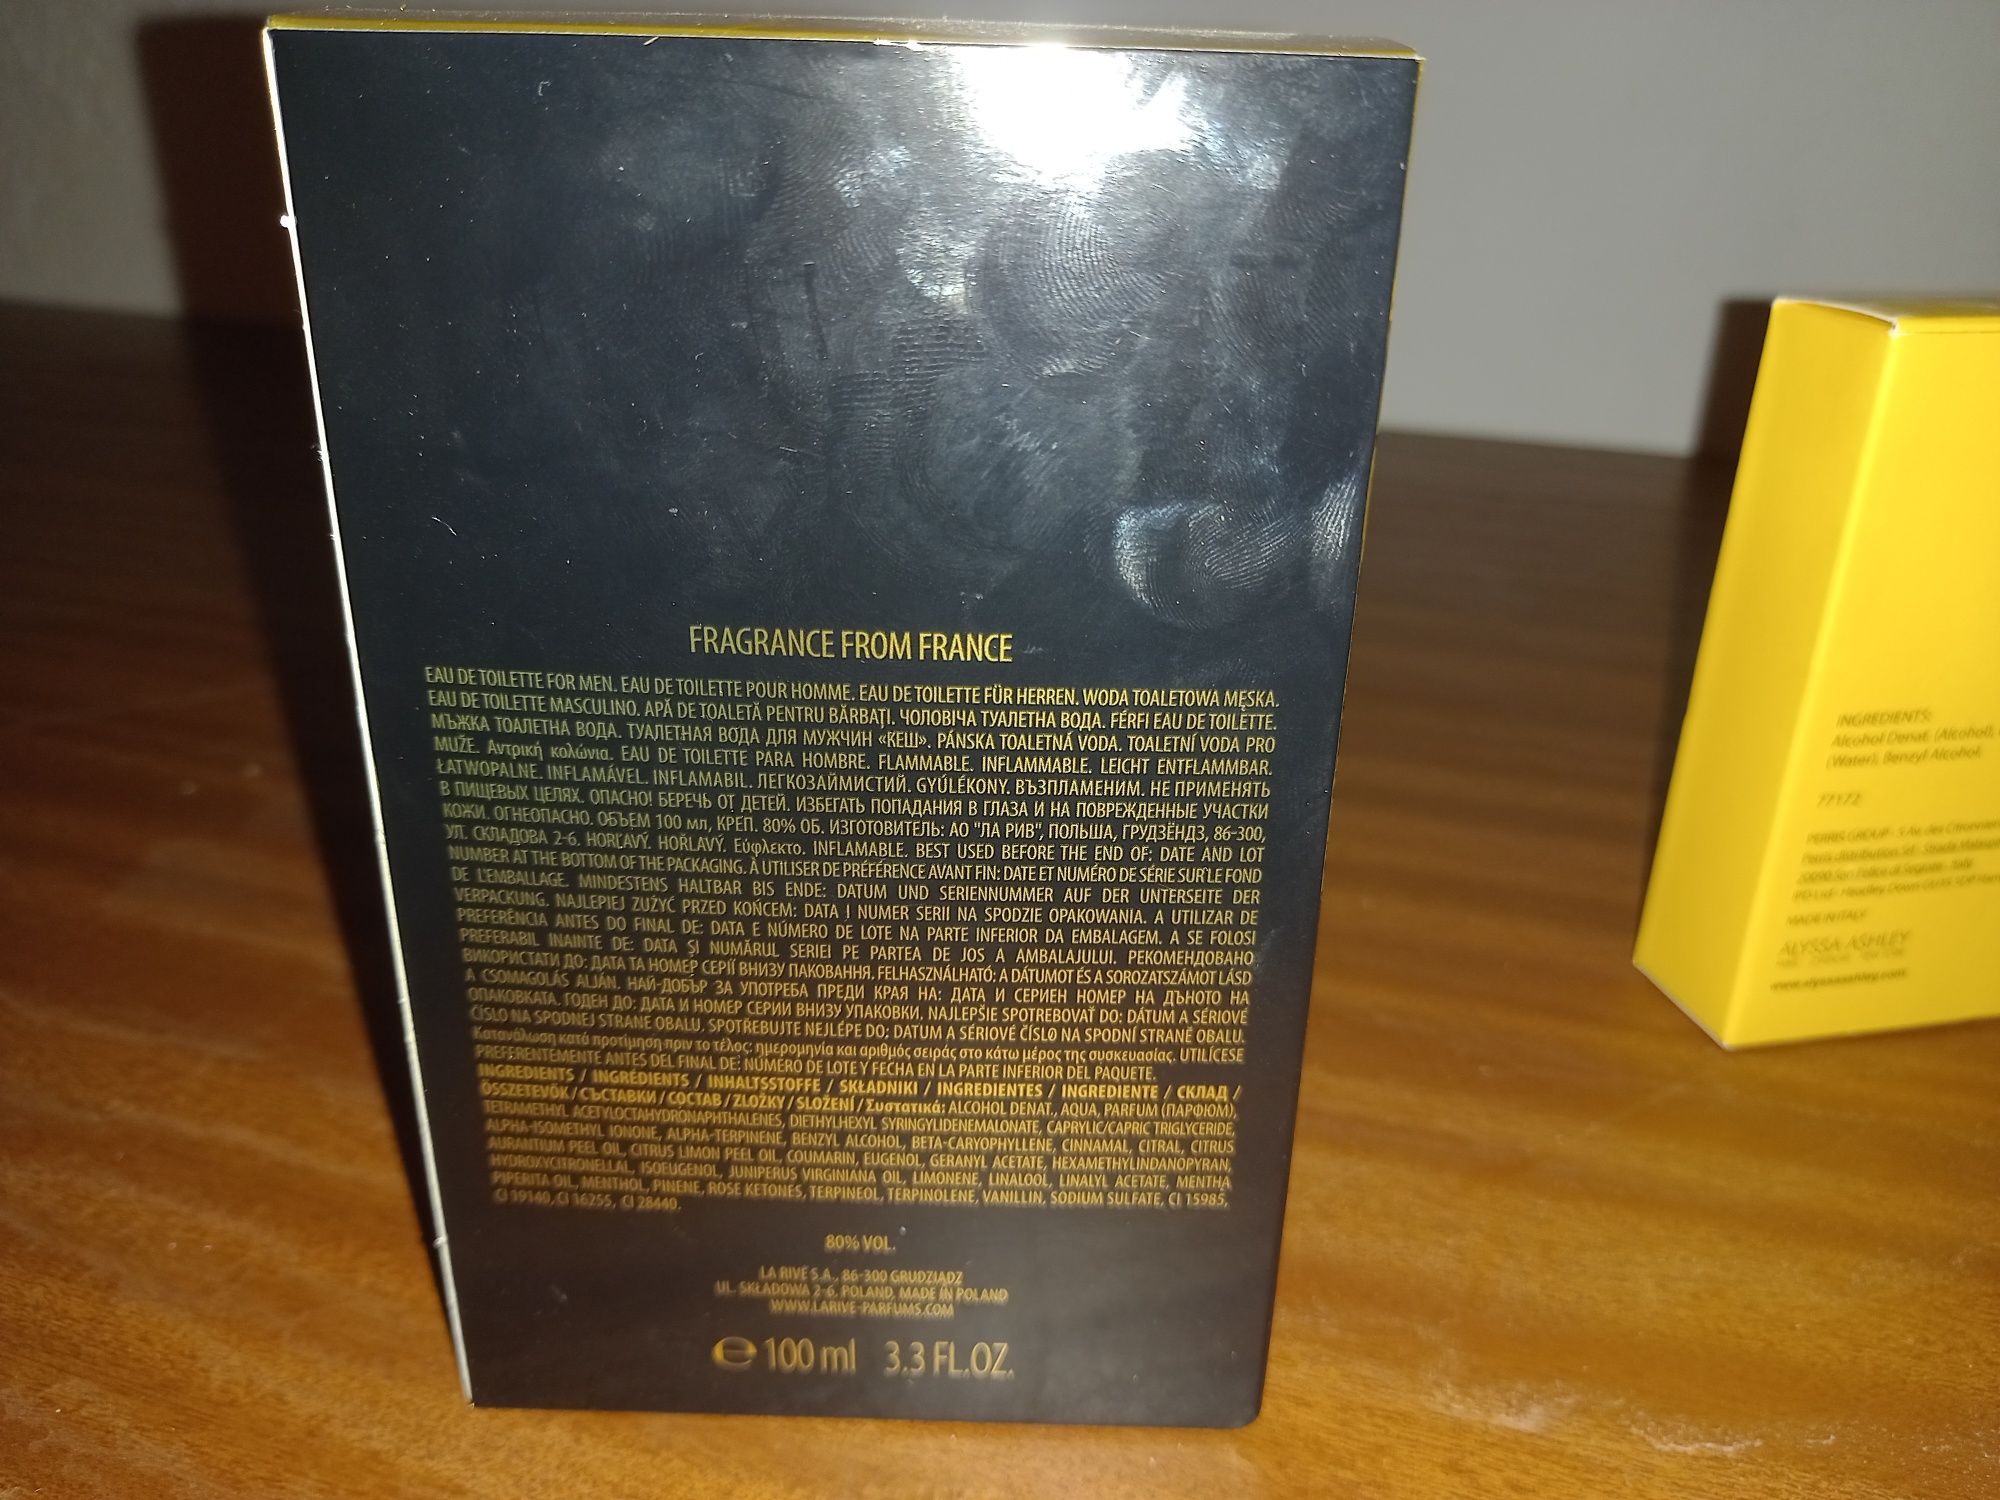 FRAGRANCE FROM FRANCE
EAU DE TOILETTE FOR MEN. EAU DE TOILETTE POUR HOMME. EAU DE TOILETTE FÜR HERREN. WODA TOALETOWA MĘSKA.
EAU DE TOILETTE MASCULINO. APĂ DE TOALETĂ PENTRU BĂRBAȚI. ЧОЛОВІЧА ТУАЛЕТНА ВОДА. FÉRFI EAU DE TOILETTE.
МЪЖКА ТОАЛЕТНА ВОДА. ТУАЛЕТНАЯ ВОДА ДЛЯ МУЖЧИН «КЕШ». PÁNSKA TOALETNÁ VODA. TOALETNÍ VODA PRO
MUŽE. Αντρική κολώνια. EAU DE TOILETTE PARA HOMBRE. FLAMMABLE. INFLAMMABLE. LEICHT ENTFLAMMBAR.
ŁATWOPALNE. INFLAMÁVEL. INFLAMABIL. ЛЕГКОЗАЙМИСТИЙ. GYÚLÉKONY. ВЪЗПЛАМЕНИМ. НЕ ПРИМЕНЯТЬ
В ПИЩЕВЫХ ЦЕЛЯХ. ОПАСНО! БЕРЕЧЬ ОТ ДЕТЕЙ. ИЗБЕГАТЬ ПОПАДАНИЯ В ГЛАЗА И НА ПОВРЕЖДЕННЫЕ УЧАСТКИ
КОЖИ. ОГНЕОПАСНО. ОБЪЕМ 100 мл, КРЕП. 80% ОБ. ИЗГОТОВИТЕЛЬ: АО "ЛА РИВ", ПОЛЬША, ГРУДЗЁНДЗ, 86-300,
УЛ. СКЛАДОВА 2-6. HORĽAVÝ. HOŘLAVÝ. Εύφλεκτο. INFLAMABLE. BEST USED BEFORE THE END OF: DATE AND LOT
NUMBER AT THE BOTTOM OF THE PACKAGING. À UTILISER DE PRÉFÉRENCE AVANT FIN: DATE ET NUMÉRO DE SÉRIE SUR LE FOND
DE L'EMBALLAGE. MINDESTENS HALTBAR BIS ENDE: DATUM UND SERIENNUMMER AUF DER UNTERSEITE DER
VERPACKUNG. NAJLEPIEJ ZUŻYĆ PRZED KOŃCEM: DATA I NUMER SERII NA SPODZIE OPAKOWANIA. A UTILIZAR DE
PREFERÊNCIA ANTES DO FINAL DE: DATA E NÚMERO DE LOTE NA PARTE INFERIOR DA EMBALAGEM. A SE FOLOSI
PREFERABIL INAINTE DE: DATA ȘI NUMĂRUL SERIEI PE PARTEA DE JOS A AMBALAJULUI. РЕКОМЕНДОВАНО
ВИКОРИСТАТИ ДО: ДАТА ТА НОМЕР СЕРІЇ ВНИЗУ ПАКОВАННЯ. FELHASZNÁLHATÓ: A DÁTUMOT ÉS A SOROZATSZÁMOT LÁSD
A CSOMAGOLÁS ALJÁN. НАЙ-ДОБЪР ЗА УПОТРЕБА ПРЕДИ КРАЯ НА: ДАТА И СЕРИЕН НОМЕР НА ДЪНОТО НА
ОПАКОВКАТА. ГОДЕН ДО: ДАТА И НОМЕР СЕРИИ ВНИЗУ УПАКОВКИ. NAJLEPŠIE SPOTREBOVAŤ DO: DÁTUM A SÉRIOVÉ
ČÍSLO NA SPODNEJ STRANE OBALU. SPOTŘEBUJTE NEJLÉPE DO: DATUM A SÉRIOVÉ ČÍSLO NA SPODNÍ STRANĚ OBALU.
Κατανάλωση κατά προτίμηση πριν το τέλος: ημερομηνία και αριθμός σειράς στο κάτω μέρος της συσκευασίας. UTILÍCESE
PREFERENTEMENTE ANTES DEL FINAL DE: NÚMERO DE LOTE Y FECHA EN LA PARTE INFERIOR DEL PAQUETE.
INGREDIENTS / INGRÉDIENTS / INHALTSSTOFFE / SKŁADNIKI / INGREDIENTES / INGREDIENTE / СКЛАД /
ÖSSZETEVŐK / СЪСТАВКИ / СОСТАВ / ZLOŽKY / SLOŽENÍ / Συστατικά: ALCOHOL DENAT., AQUA, PARFUM (ПАРФЮМ),
TETRAMETHYL ACETYLOCTAHYDRONAPHTHALENES, DIETHYLHEXYL SYRINGYLIDENEMALONATE, CAPRYLIC/CAPRIC TRIGLYCERIDE,
ALPHA-ISOMETHYL IONONE, ALPHA-TERPINENE, BENZYL ALCOHOL, BETA-CARYOPHYLLENE, CINNAMAL, CITRAL, CITRUS
AURANTIUM PEEL OIL, CITRUS LIMON PEEL OIL, COUMARIN, EUGENOL, GERANYL ACETATE, HEXAMETHYLINDANOPYRAN,
HYDROXYCITRONELLAL, ISOEUGENOL, JUNIPERUS VIRGINIANA OIL, LIMONENE, LINALOOL, LINALYL ACETATE, MENTHA
PIPERITA OIL, MENTHOL, PINENE, ROSE KETONES, TERPINEOL, TERPINOLENE, VANILLIN, SODIUM SULFATE, CI 15985,
CI 19140, CI 16255, CI 28440.
80% VOL.
LA RIVE S.A., 86-300 GRUDZIĄDZ
UL. SKŁADOWA 2-6, POLAND, MADE IN POLAND
WWW.LARIVE-PARFUMS.COM
e 100 ml 3.3 FL.OZ.
INGREDIENTS:
Alcohol Denat. (Alcohol),
(Water), Benzyl Alcohol,
77172
PERRIS GROUP - 5 Av. des
MADE IN ITALY
ALYSSA ASHLEY
www.alyssaashley.com